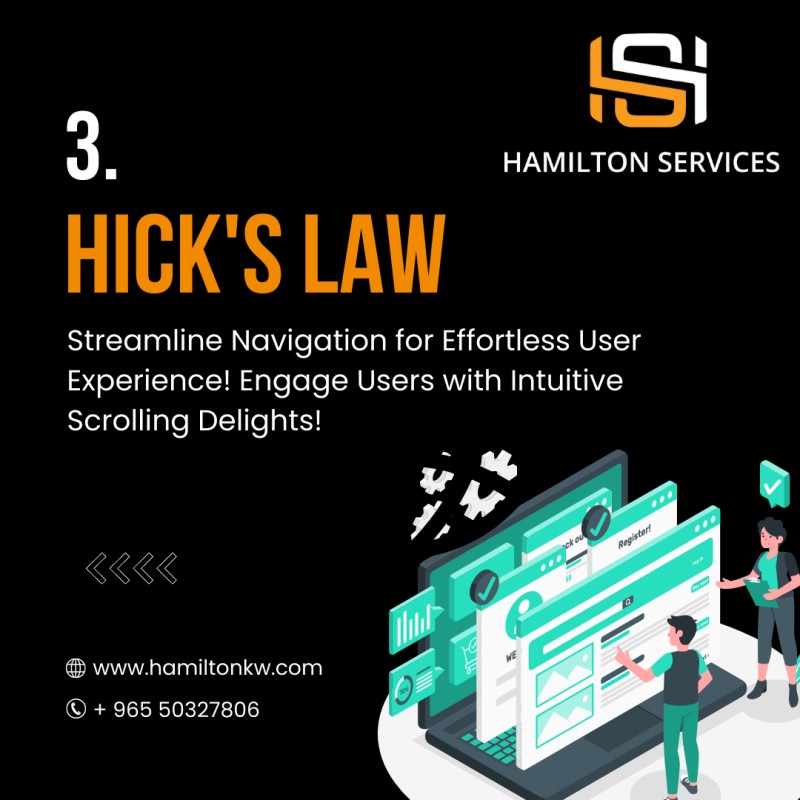 HAMILTON SERVICES
3.
HICK'S LAW
Streamline Navigation for Effortless User
Experience! Engage Users with Intuitive
Scrolling Delights!
Register!
www.hamiltonkw.com
+ 965 50327806